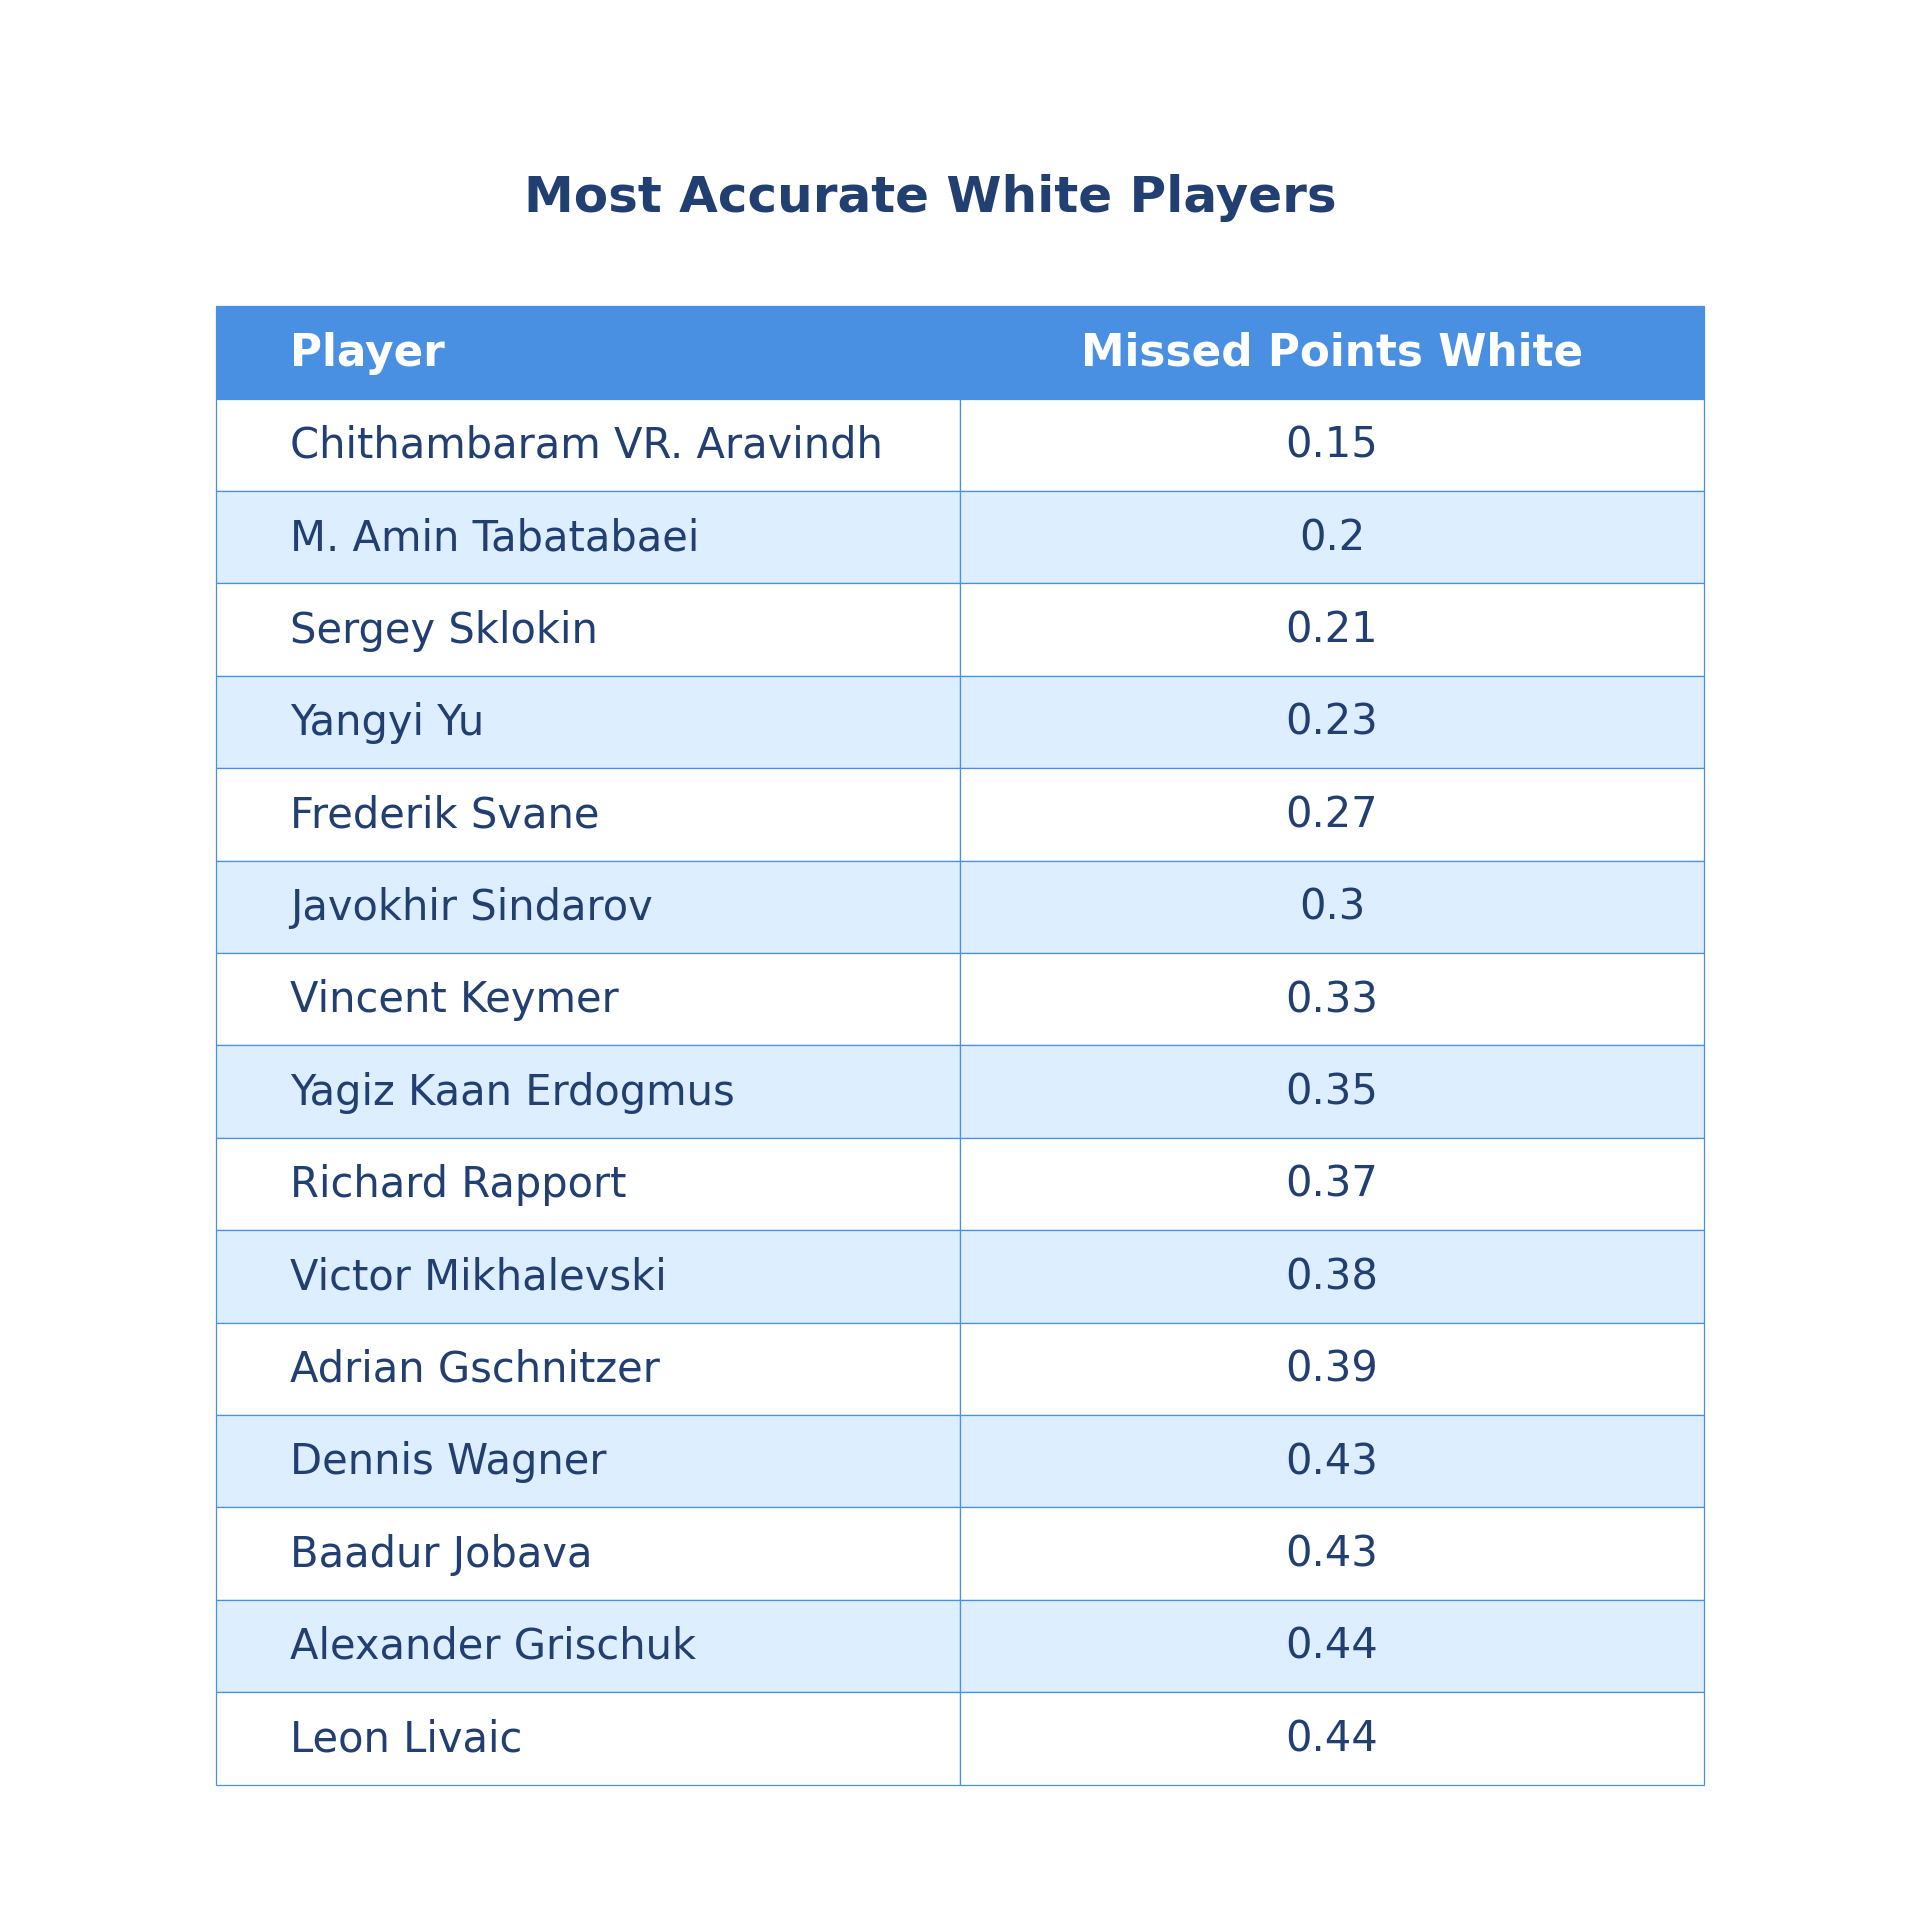 Most Accurate White Players
Player Missed Points White
Chithambaram VR. Aravindh 0.15
M. Amin Tabatabaei 0.2
Sergey Sklokin 0.21
Yangyi Yu 0.23
Frederik Svane 0.27
Javokhir Sindarov 0.3
Vincent Keymer 0.33
Yagiz Kaan Erdogmus 0.35
Richard Rapport 0.37
Victor Mikhalevski 0.38
Adrian Gschnitzer 0.39
Dennis Wagner 0.43
Baadur Jobava 0.43
Alexander Grischuk 0.44
Leon Livaic 0.44